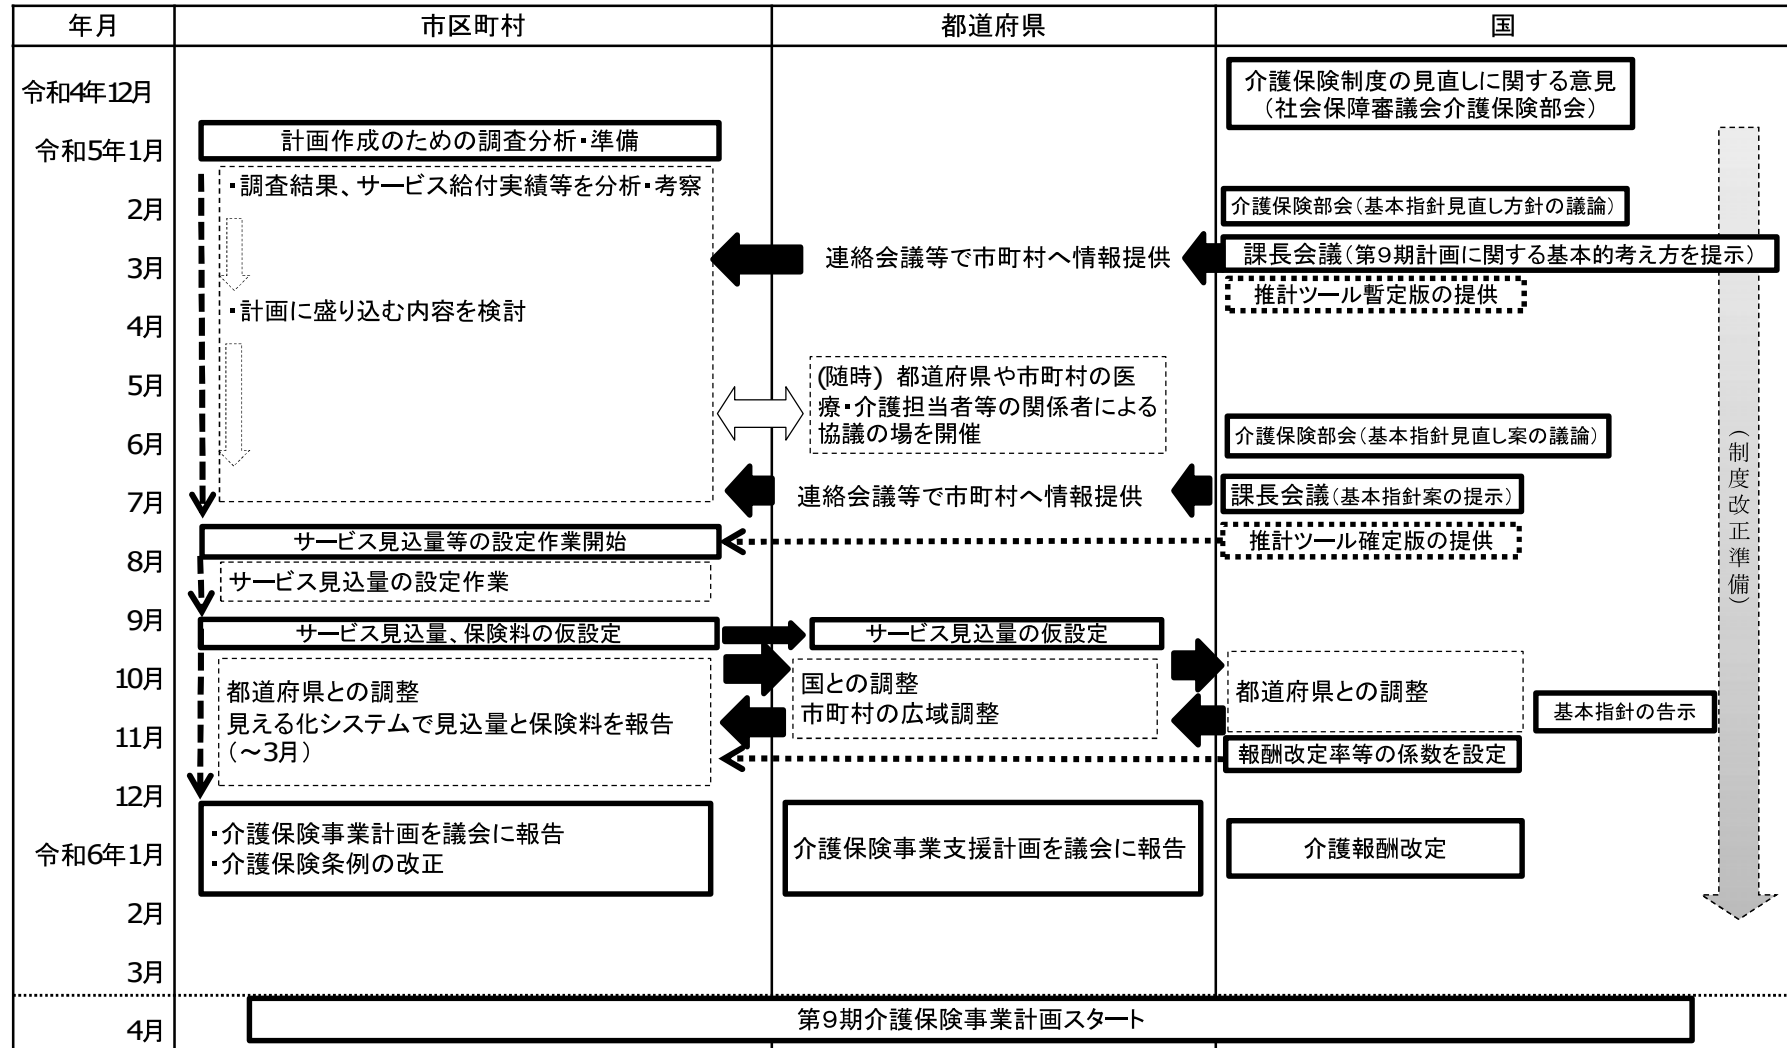 年月
市区町村
都道府県
国
令和4年12月
介護保険制度の見直しに関する意見
（社会保障審議会介護保険部会）
令和5年1月
計画作成のための調査分析・準備
・調査結果、サービス給付実績等を分析・考察
2月
介護保険部会（基本指針見直し方針の議論）
3月
連絡会議等で市町村へ情報提供
課長会議（第９期計画に関する基本的考え方を提示）
推計ツール暫定版の提供
・計画に盛り込む内容を検討
4月
5月
(随時) 都道府県や市町村の医
療・介護担当者等の関係者による
協議の場を開催
6月
介護保険部会（基本指針見直し案の議論）
（制度改正準備）
7月
連絡会議等で市町村へ情報提供
課長会議（基本指針案の提示）
サービス見込量等の設定作業開始
推計ツール確定版の提供
8月
サービス見込量の設定作業
9月
サービス見込量、保険料の仮設定
サービス見込量の仮設定
10月
都道府県との調整
見える化システムで見込量と保険料を報告
（～3月）
国との調整
市町村の広域調整
都道府県との調整
基本指針の告示
11月
報酬改定率等の係数を設定
12月
・介護保険事業計画を議会に報告
・介護保険条例の改正
令和6年1月
介護保険事業支援計画を議会に報告
介護報酬改定
2月
3月
4月
第９期介護保険事業計画スタート